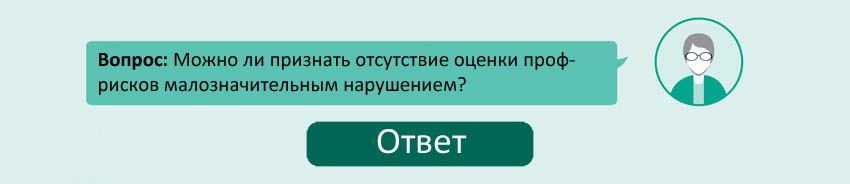 Вопрос: Можно ли признать отсутствие оценки проф-
рисков малозначительным нарушением?
Ответ